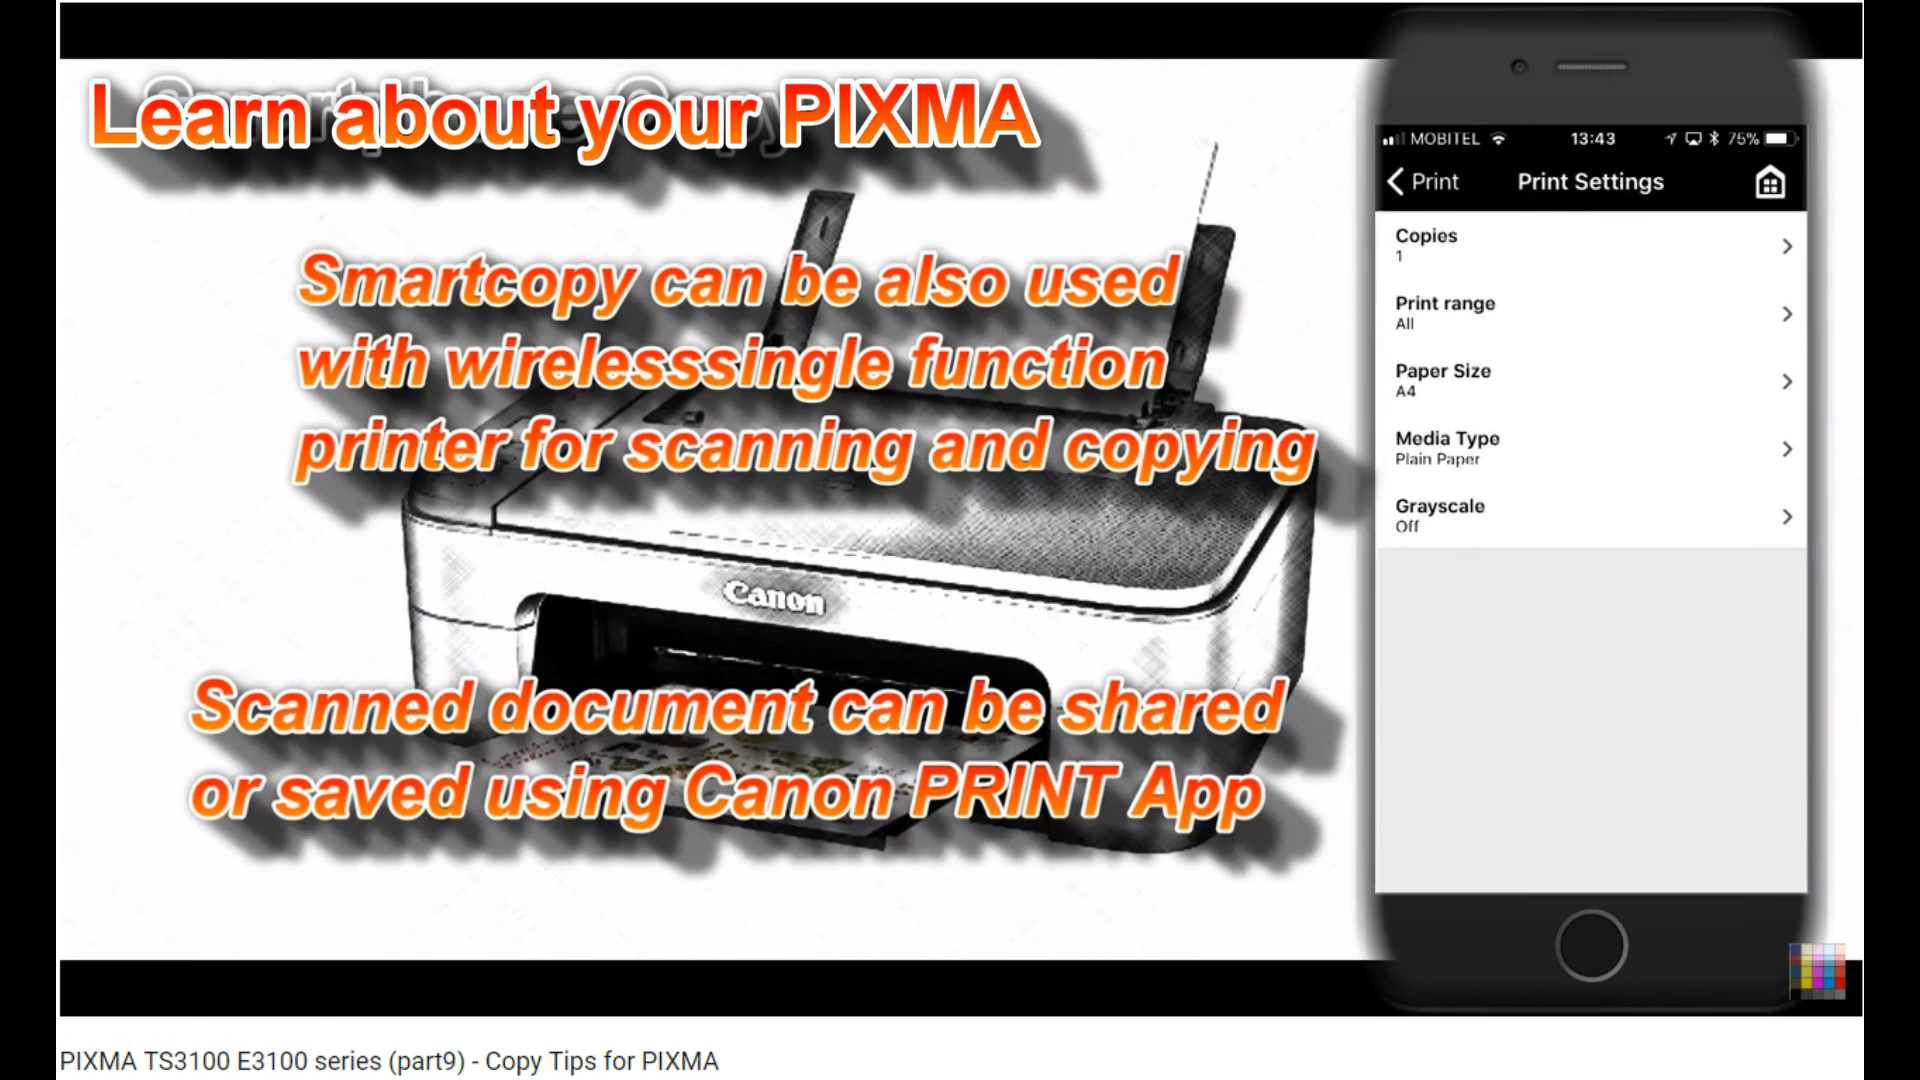 Learn about your PIXMA
Smartcopy can be also used
with wirelesssingle function
printer for scanning and copying
Canon
Scanned document can be shared
or saved using Canon PRINT App
MOBITEL 13:43 75%
Print Print Settings
Copies
1
Print range
All
Paper Size
A4
Media Type
Plain Paper
Grayscale
Off
PIXMA TS3100 E3100 series (part9) - Copy Tips for PIXMA